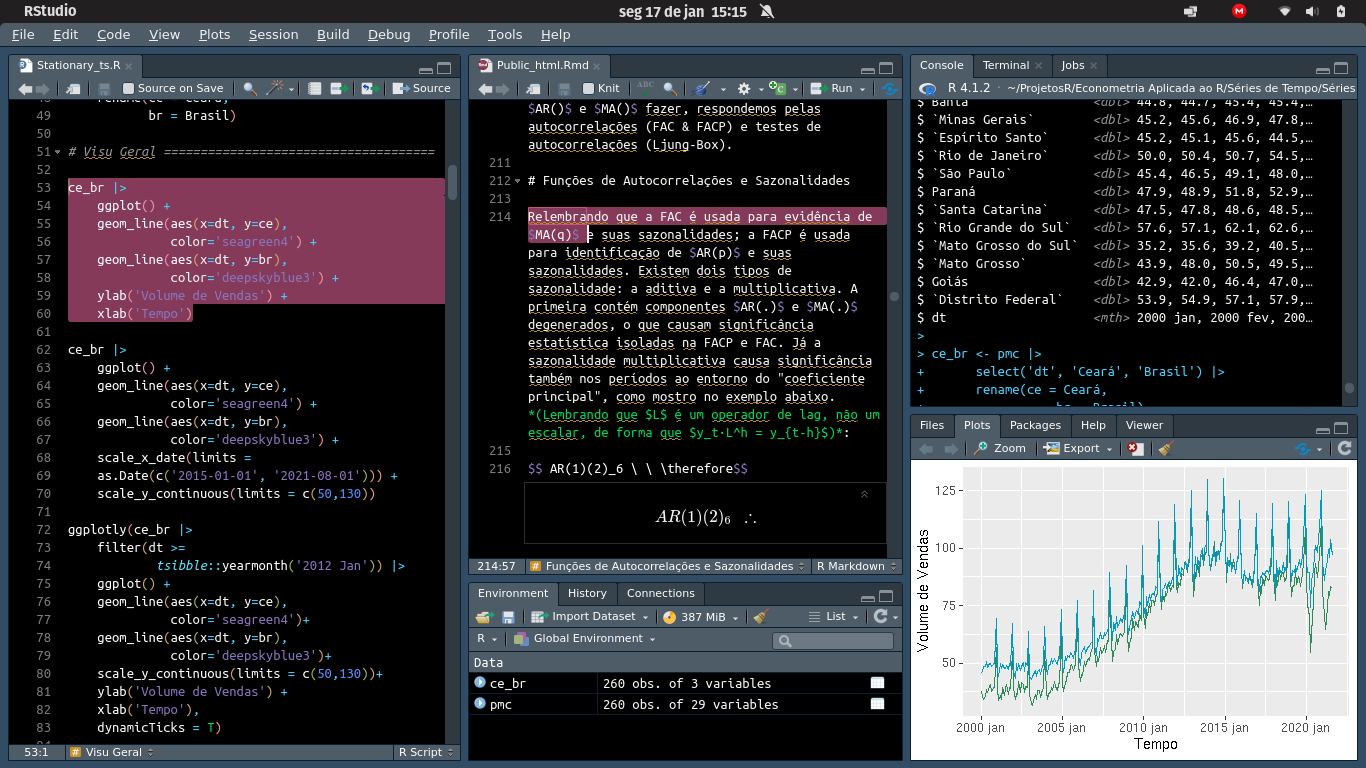 RStudio
seg 17 de jan 15:15
File Edit Code View Plots Session Build Debug Profile Tools Help
Stationary_ts.R
Source on Save
Source
48 rename(ce = Ceará,
49 br = Brasil)
50
51 # Visu Geral =====================================
52
53 ce_br |>
54 ggplot() +
55 geom_line(aes(x=dt, y=ce),
56 color='seagreen4') +
57 geom_line(aes(x=dt, y=br),
58 color='deepskyblue3') +
59 ylab('Volume de Vendas') +
60 xlab('Tempo')
61
62 ce_br |>
63 ggplot() +
64 geom_line(aes(x=dt, y=ce),
65 color='seagreen4') +
66 geom_line(aes(x=dt, y=br),
67 color='deepskyblue3') +
68 scale_x_date(limits =
69 as.Date(c('2015-01-01', '2021-08-01'))) +
70 scale_y_continuous(limits = c(50,130))
71
72 ggplotly(ce_br |>
73 filter(dt >=
74 tsibble::yearmonth('2012 Jan')) |>
75 ggplot() +
76 geom_line(aes(x=dt, y=ce),
77 color='seagreen4')+
78 geom_line(aes(x=dt, y=br),
79 color='deepskyblue3')+
80 scale_y_continuous(limits = c(50,130))+
81 ylab('Volume de Vendas') +
82 xlab('Tempo'),
83 dynamicTicks = T)
53:1 # Visu Geral R Script
Public_html.Rmd
Knit ABC Run
$AR()$ e $MA()$ fazer, respondemos pelas
autocorrelações (FAC & FACP) e testes de
autocorrelações (Ljung-Box).
211
212 # Funções de Autocorrelações e Sazonalidades
213
214 Relembrando que a FAC é usada para evidência de
$MA(q)$ e suas sazonalidades; a FACP é usada
para identificação de $AR(p)$ e suas
sazonalidades. Existem dois tipos de
sazonalidade: a aditiva e a multiplicativa. A
primeira contém componentes $AR(.)$ e $MA(.)$
degenerados, o que causam significância
estatística isoladas na FACP e FAC. Já a
sazonalidade multiplicativa causa significância
também nos períodos ao entorno do "coeficiente
principal", como mostro no exemplo abaixo.
*(Lembrando que $L$ é um operador de lag, não um
escalar, de forma que $y_t·L^h = y_{t-h}$)*:
215
216 $$ AR(1)(2)_6 \ \ \therefore$$
AR(1)(2)₆ ∴
214:57 # Funções de Autocorrelações e Sazonalidades R Markdown
Environment History Connections
Import Dataset 387 MiB List
R Global Environment
Data
ce_br 260 obs. of 3 variables
pmc 260 obs. of 29 variables
Console Terminal Jobs
R 4.1.2 · ~/ProjetosR/Econometria Aplicada ao R/Séries de Tempo/Séries
$ Bahia <dbl> 44.8, 44.7, 45.4, 45.4,…
$ `Minas Gerais` <dbl> 45.2, 45.6, 46.9, 47.8,…
$ `Espírito Santo` <dbl> 45.2, 45.1, 45.6, 44.5,…
$ `Rio de Janeiro` <dbl> 50.0, 50.4, 50.7, 54.5,…
$ `São Paulo` <dbl> 45.4, 46.5, 49.1, 48.0,…
$ Paraná <dbl> 47.9, 48.9, 51.8, 52.9,…
$ `Santa Catarina` <dbl> 47.5, 47.8, 48.6, 48.5,…
$ `Rio Grande do Sul` <dbl> 57.6, 57.1, 62.1, 60.6,…
$ `Mato Grosso do Sul` <dbl> 35.2, 35.6, 39.2, 40.5,…
$ `Mato Grosso` <dbl> 43.9, 48.0, 50.5, 49.5,…
$ Goiás <dbl> 42.9, 42.0, 46.4, 47.0,…
$ `Distrito Federal` <dbl> 53.9, 54.9, 57.1, 57.9,…
$ dt <mth> 2000 jan, 2000 fev, 200…
>
> ce_br <- pmc |>
+ select('dt', 'Ceará', 'Brasil') |>
+ rename(ce = Ceará,
+ br = Brasil)
Files Plots Packages Help Viewer
Zoom Export
Volume de Vendas
125
100
75
50
2000 jan 2005 jan 2010 jan 2015 jan 2020 jan
Tempo